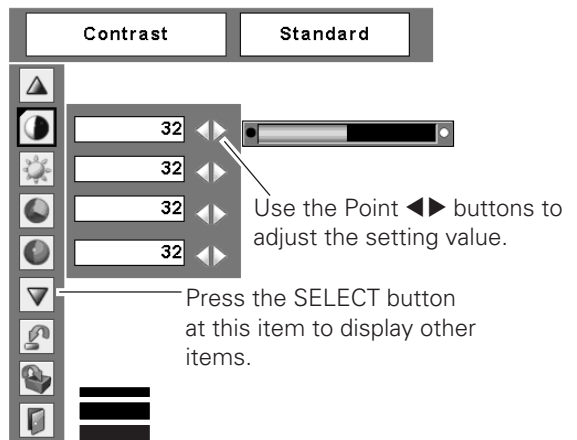 Contrast Standard
32
32
32
32
Use the Point ◀▶ buttons to
adjust the setting value.
Press the SELECT button
at this item to display other
items.